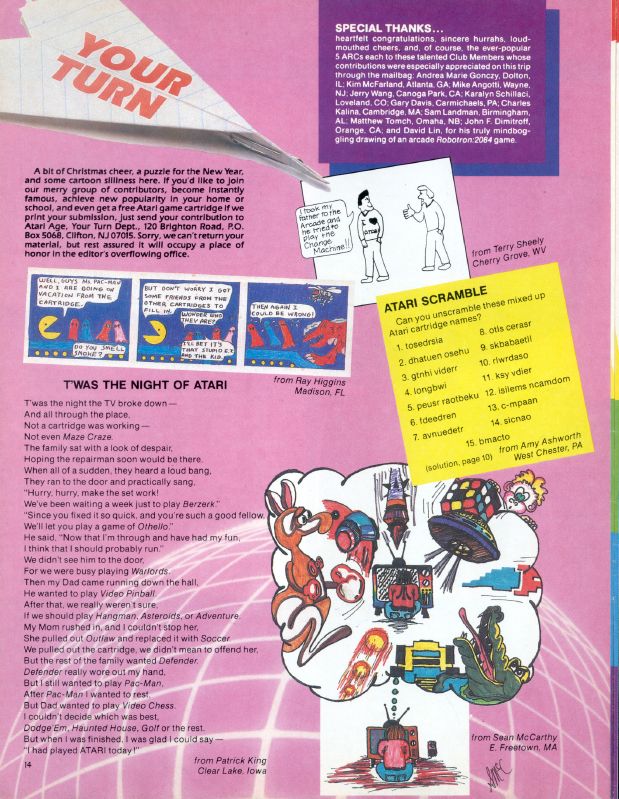 YOUR
TURN
SPECIAL THANKS...
heartfelt congratulations, sincere hurrahs, loud-
mouthed cheers, and, of course, the ever-popular
5 ARCs each to these talented Club Members whose
contributions were especially appreciated on this trip
through the mailbag: Andrea Marie Gonczy, Dolton,
IL; Kim McFarland, Atlanta, GA; Mike Angotti, Wayne,
NJ; Jerry Wang, Canoga Park, CA; Karalyn Schillaci,
Loveland, CO; Gary Davis, Carmichaels, PA; Charles
Kalina, Cambridge, MA; Sam Landman, Birmingham,
AL; Matthew Tomch, Omaha, NB; John F. Dimitroff,
Orange, CA; and David Lin, for his truly mindbog-
gling drawing of an arcade Robotron:2084 game.
A bit of Christmas cheer, a puzzle for the New Year,
and some cartoon silliness here. If you'd like to join
our merry group of contributors, become instantly
famous, achieve new popularity in your home or
school, and even get a free Atari game cartridge if we
print your submission, just send your contribution to
Atari Age, Your Turn Dept., 120 Brighton Road, P.O.
Box 5068, Clifton, NJ 07015. Sorry, we can't return your
material, but rest assured it will occupy a place of
honor in the editor's overflowing office.
I took my
father to the
Arcade and
he tried to
play the
Change
Machine!!
from Terry Sheely
Cherry Grove, WV
WELL, GUYS MS. PAC-MAN
AND I ARE GOING ON
VACATION FROM THE
CARTRIDGE.
DO YOU SMELL
SMOKE?
BUT DON'T WORRY I GOT
SOME FRIENDS FROM THE
OTHER CARTRIDGES TO
FILL IN.
WONDER WHO
THEY ARE?
I'LL BET IT'S
THAT STUPID E.T.
AND THE KID.
THEN AGAIN I
COULD BE WRONG!
from Ray Higgins
Madison, FL
ATARI SCRAMBLE
Can you unscramble these mixed up
Atari cartridge names?
1. tosedrsia
2. dhatuen osehu
3. gtnhi viderr
4. longbwi
5. peusr raotbeku
6. fdeedren
7. avnuedetr
8. otls cerasr
9. skbabaetll
10. rlwrdaso
11. ksy vdier
12. isilems ncamdom
13. c-mpaan
14. sicnao
15. bmacto
(solution, page 10)
from Amy Ashworth
West Chester, PA
T'WAS THE NIGHT OF ATARI
T'was the night the TV broke down—
And all through the place,
Not a cartridge was working—
Not even Maze Craze.
The family sat with a look of despair,
Hoping the repairman soon would be there.
When all of a sudden, they heard a loud bang,
They ran to the door and practically sang,
"Hurry, hurry, make the set work!
We've been waiting a week just to play Berzerk."
"Since you fixed it so quick, and you're such a good fellow,
We'll let you play a game of Othello."
He said, "Now that I'm through and have had my fun,
I think that I should probably run."
We didn't see him to the door,
For we were busy playing Warlords.
Then my Dad came running down the hall,
He wanted to play Video Pinball.
After that, we really weren't sure,
If we should play Hangman, Asteroids, or Adventure.
My Mom rushed in, and I couldn't stop her,
She pulled out Outlaw and replaced it with Soccer.
We pulled out the cartridge, we didn't mean to offend her,
But the rest of the family wanted Defender.
Defender really wore out my hand,
But I still wanted to play Pac-Man,
After Pac-Man I wanted to rest,
But Dad wanted to play Video Chess.
I couldn't decide which was best,
Dodge'Em, Haunted House, Golf or the rest.
But when I was finished, I was glad I could say—
"I had played ATARI today!"
from Patrick King
Clear Lake, Iowa
from Sean McCarthy
E. Freetown, MA
14